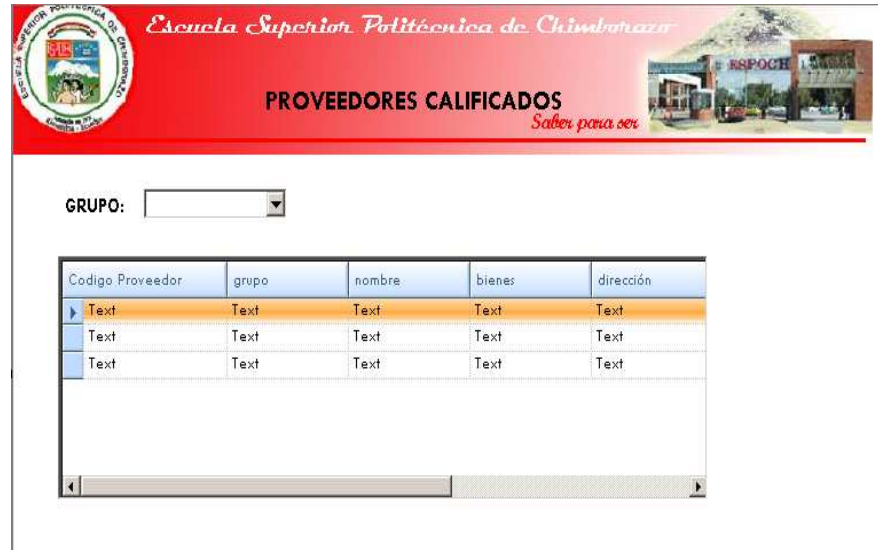 Escuela Superior Politécnica de Chimborazo
ESPOCH
PROVEEDORES CALIFICADOS
Saber para ser
GRUPO:
Codigo Proveedor grupo nombre bienes dirección
Text Text Text Text Text
Text Text Text Text Text
Text Text Text Text Text